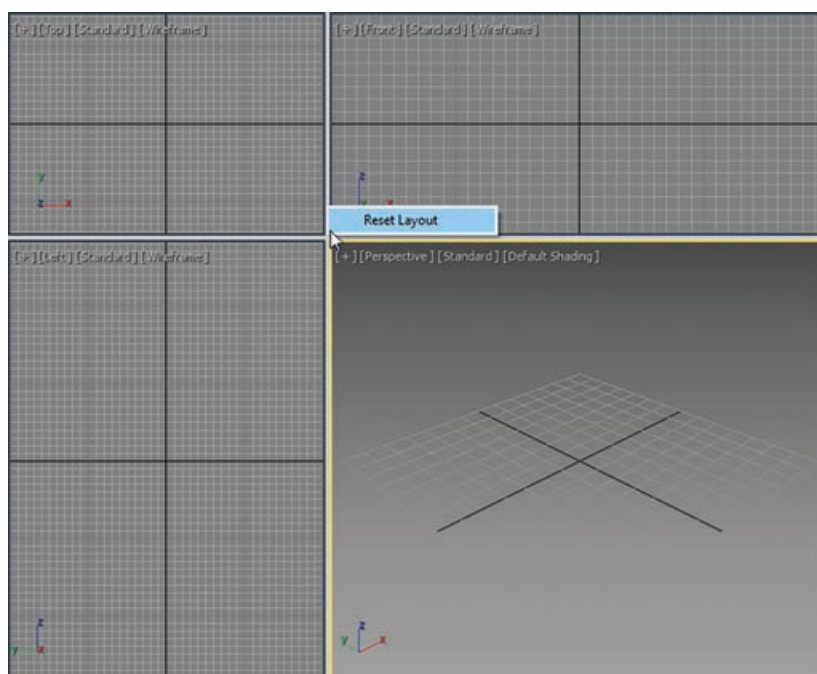 [+][Top][Standard][Wireframe]
[+][Front][Standard][Wireframe]
y
z x
z
y x
Reset Layout
[+][Left][Standard][Wireframe]
[+][Perspective][Standard][Default Shading]
z
y x
z
y x